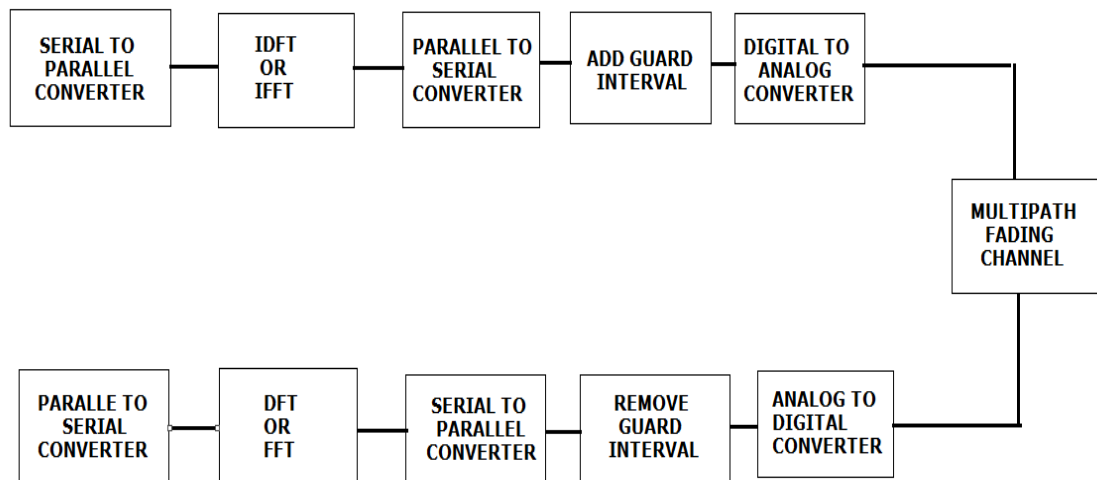 SERIAL TO
PARALLEL
CONVERTER
IDFT
OR
IFFT
PARALLEL TO
SERIAL
CONVERTER
ADD GUARD
INTERVAL
DIGITAL TO
ANALOG
CONVERTER
MULTIPATH
FADING
CHANNEL
PARALLE TO
SERIAL
CONVERTER
DFT
OR
FFT
SERIAL TO
PARALLEL
CONVERTER
REMOVE
GUARD
INTERVAL
ANALOG TO
DIGITAL
CONVERTER